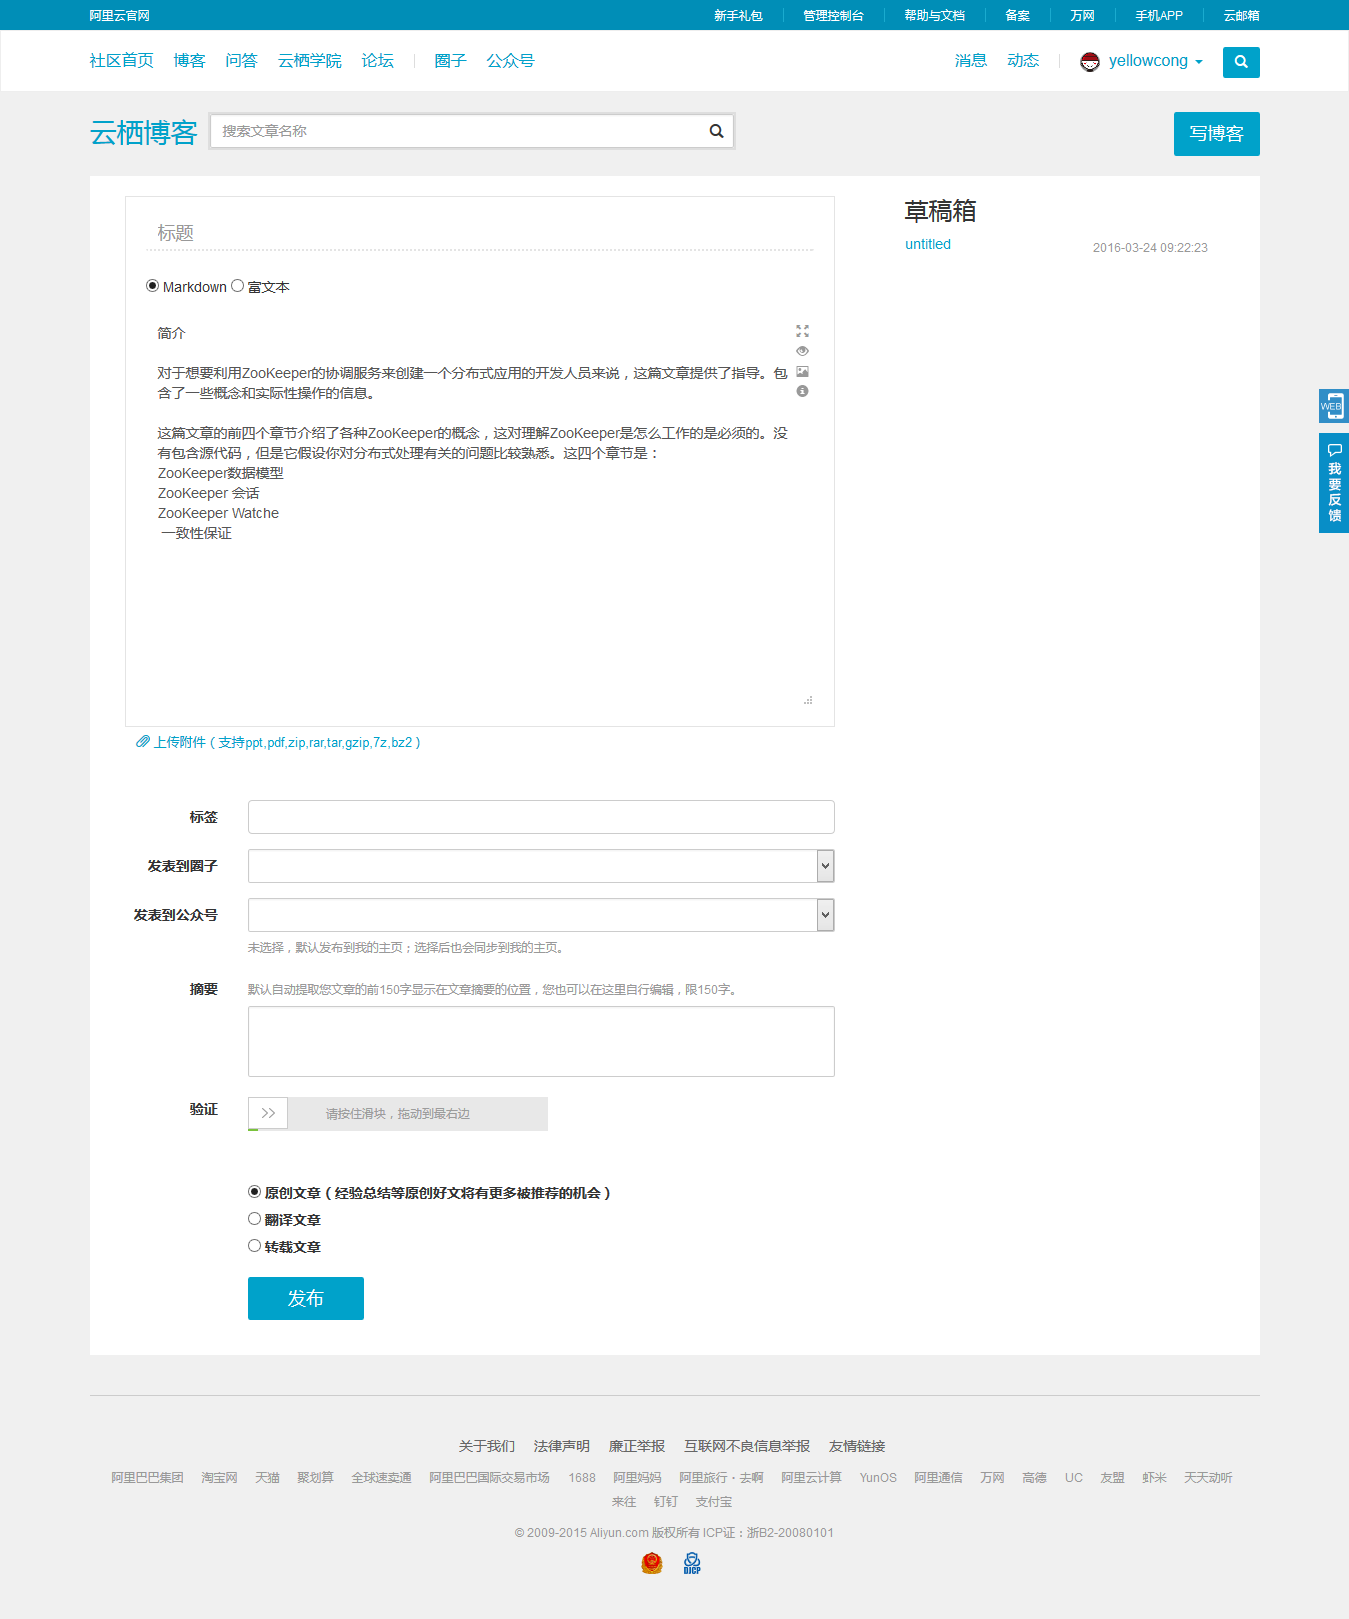 阿里云官网 新手礼包 管理控制台 帮助与文档 备案 万网 手机APP 云邮箱
社区首页 博客 问答 云栖学院 论坛 圈子 公众号 消息 动态 yellowcong
云栖博客 搜索文章名称 写博客
标题
Markdown 富文本
简介
对于想要利用ZooKeeper的协调服务来创建一个分布式应用的开发人员来说，这篇文章提供了指导。包
含了一些概念和实际性操作的信息。
这篇文章的前四个章节介绍了各种ZooKeeper的概念，这对理解ZooKeeper是怎么工作的是必须的。没
有包含源代码，但是它假设你对分布式处理有关的问题比较熟悉。这四个章节是：
ZooKeeper数据模型
ZooKeeper 会话
ZooKeeper Watche
一致性保证
上传附件（支持ppt,pdf,zip,rar,tar,gzip,7z,bz2）
草稿箱
untitled 2016-03-24 09:22:23
WEB
我要反馈
标签
发表到圈子
发表到公众号
未选择，默认发布到我的主页；选择后也会同步到我的主页。
摘要 默认自动提取您文章的前150字显示在文章摘要的位置，您也可以在这里自行编辑，限150字。
验证 >> 请按住滑块，拖动到最右边
原创文章（经验总结等原创好文将有更多被推荐的机会）
翻译文章
转载文章
发布
关于我们 法律声明 廉正举报 互联网不良信息举报 友情链接
阿里巴巴集团 淘宝网 天猫 聚划算 全球速卖通 阿里巴巴国际交易市场 1688 阿里妈妈 阿里旅行·去啊 阿里云计算 YunOS 阿里通信 万网 高德 UC 友盟 虾米 天天动听
来往 钉钉 支付宝
© 2009-2015 Aliyun.com 版权所有 ICP证：浙B2-20080101
NJCP